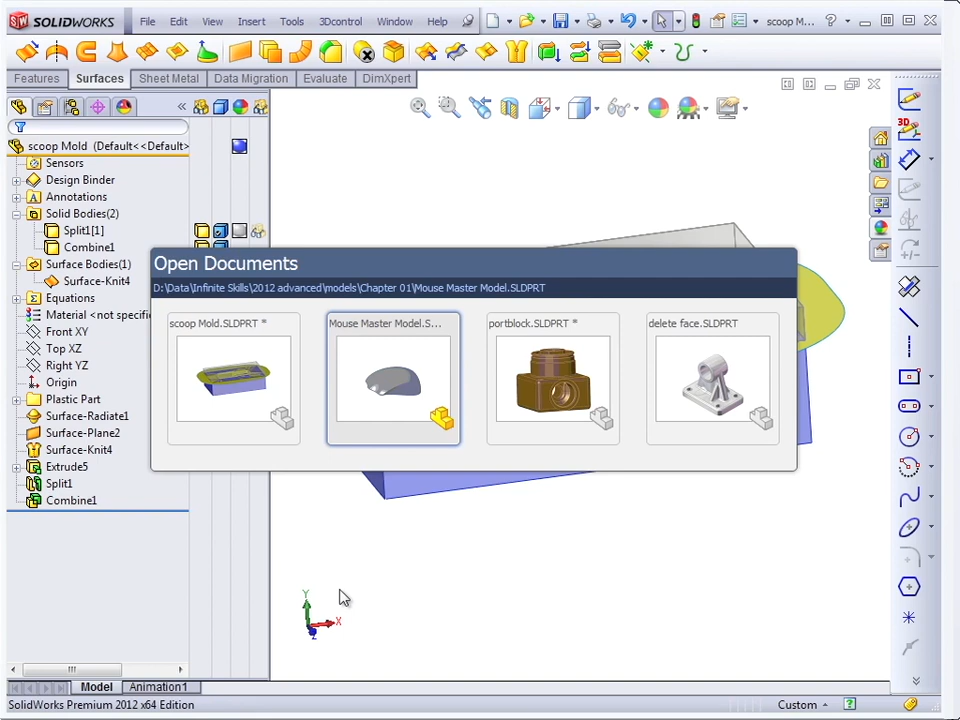 SOLIDWORKS File Edit View Insert Tools 3Dcontrol Window Help scoop M...
Features Surfaces Sheet Metal Data Migration Evaluate DimXpert
scoop Mold (Default<<Default>
Sensors
Design Binder
Annotations
Solid Bodies(2)
Split1[1]
Combine1
Surface Bodies(1)
Surface-Knit4
Equations
Material <not specifi
Front XY
Top XZ
Right YZ
Origin
Plastic Part
Surface-Radiate1
Surface-Plane2
Surface-Knit4
Extrude5
Split1
Combine1
Open Documents
D:\Data\Infinite Skills\2012 advanced\models\Chapter 01\Mouse Master Model.SLDPRT
scoop Mold.SLDPRT * Mouse Master Model.S... portblock.SLDPRT * delete face.SLDPRT
3D
Y
X
Z
Model Animation1
SolidWorks Premium 2012 x64 Edition Custom